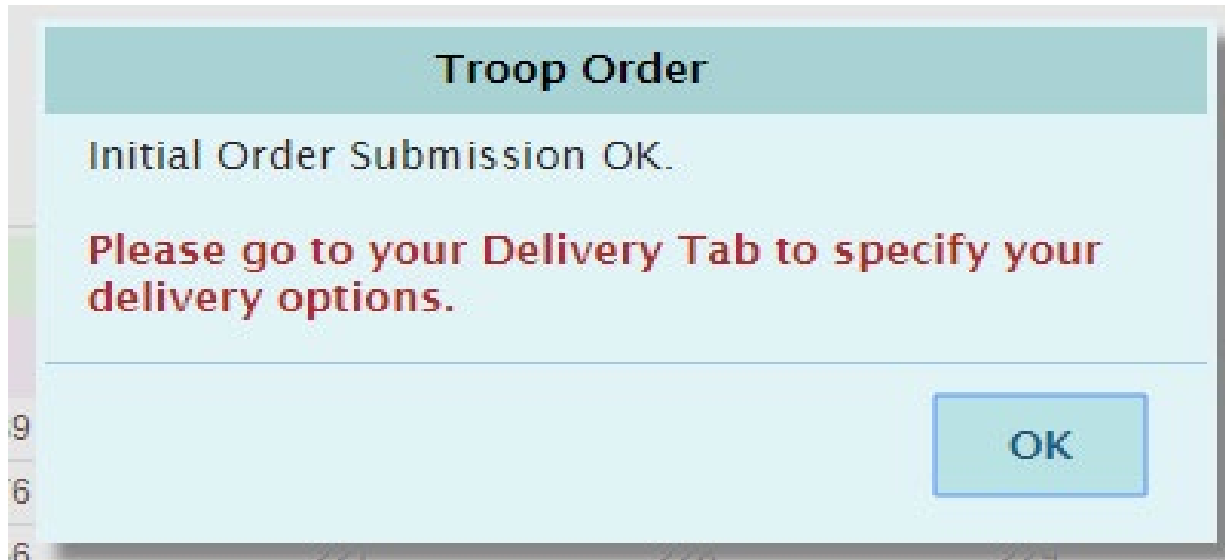 Troop Order
Initial Order Submission OK.
Please go to your Delivery Tab to specify your
delivery options.
OK